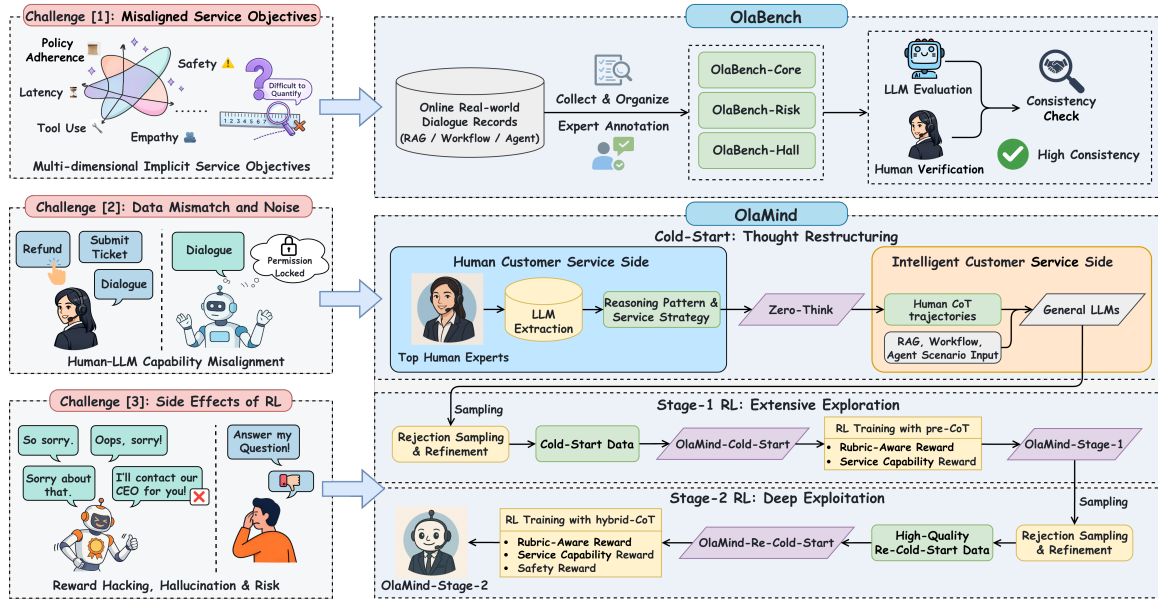 Challenge [1]: Misaligned Service Objectives
Policy
Adherence
Safety
Latency
Difficult to
Quantify
Tool Use
Empathy
Multi-dimensional Implicit Service Objectives
Challenge [2]: Data Mismatch and Noise
Refund
Submit
Ticket
Dialogue
Dialogue
Permission
Locked
Human-LLM Capability Misalignment
Challenge [3]: Side Effects of RL
So sorry.
Oops, sorry!
Sorry about
that.
I'll contact our
CEO for you!
Answer my
Question!
Reward Hacking, Hallucination & Risk
OlaBench
Online Real-world
Dialogue Records
(RAG / Workflow / Agent)
Collect & Organize
Expert Annotation
OlaBench-Core
OlaBench-Risk
OlaBench-Hall
AI
LLM Evaluation
Human Verification
Consistency
Check
High Consistency
OlaMind
Cold-Start: Thought Restructuring
Human Customer Service Side
Top Human Experts
LLM
Extraction
Reasoning Pattern &
Service Strategy
Zero-Think
Intelligent Customer Service Side
Human CoT
trajectories
RAG, Workflow,
Agent Scenario Input
General LLMs
Stage-1 RL: Extensive Exploration
Sampling
Rejection Sampling
& Refinement
Cold-Start Data
OlaMind-Cold-Start
RL Training with pre-CoT
• Rubric-Aware Reward
• Service Capability Reward
OlaMind-Stage-1
Sampling
Stage-2 RL: Deep Exploitation
Rejection Sampling
& Refinement
High-Quality
Re-Cold-Start Data
OlaMind-Re-Cold-Start
RL Training with hybrid-CoT
• Rubric-Aware Reward
• Service Capability Reward
• Safety Reward
OlaMind-Stage-2